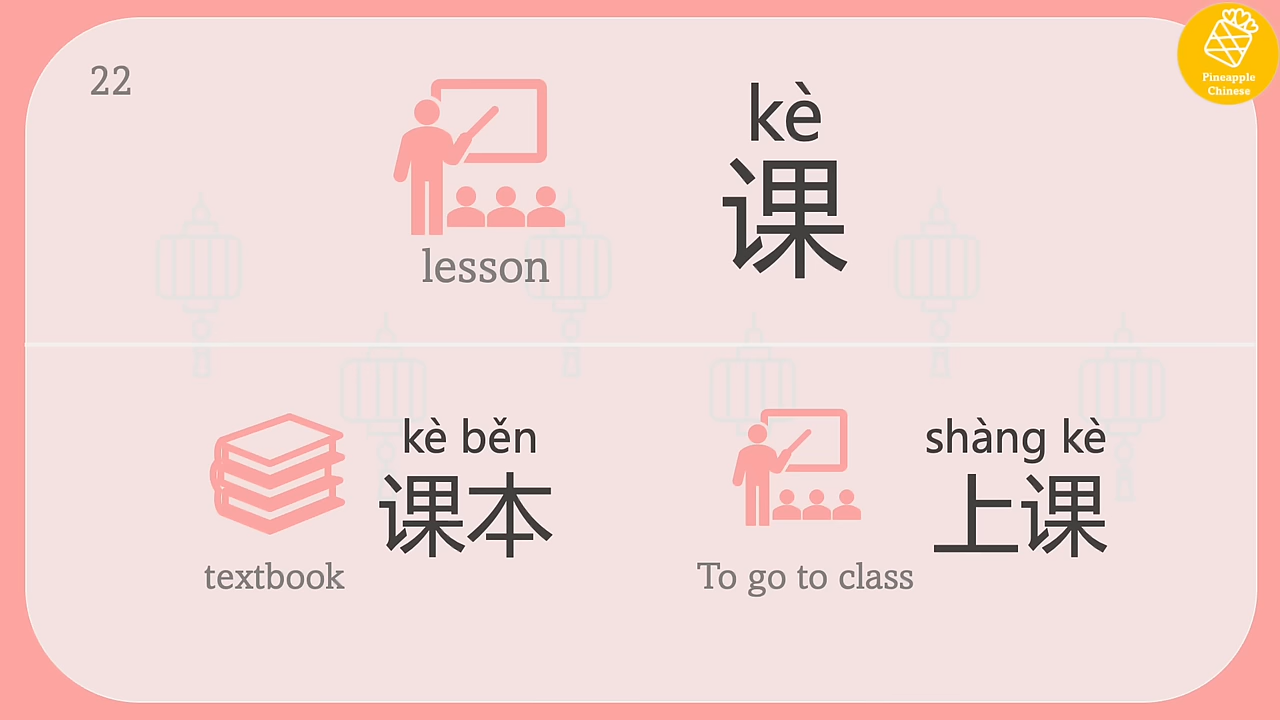 22
Pineapple
Chinese
kè
课
lesson
kè běn
课本
textbook
shàng kè
上课
To go to class